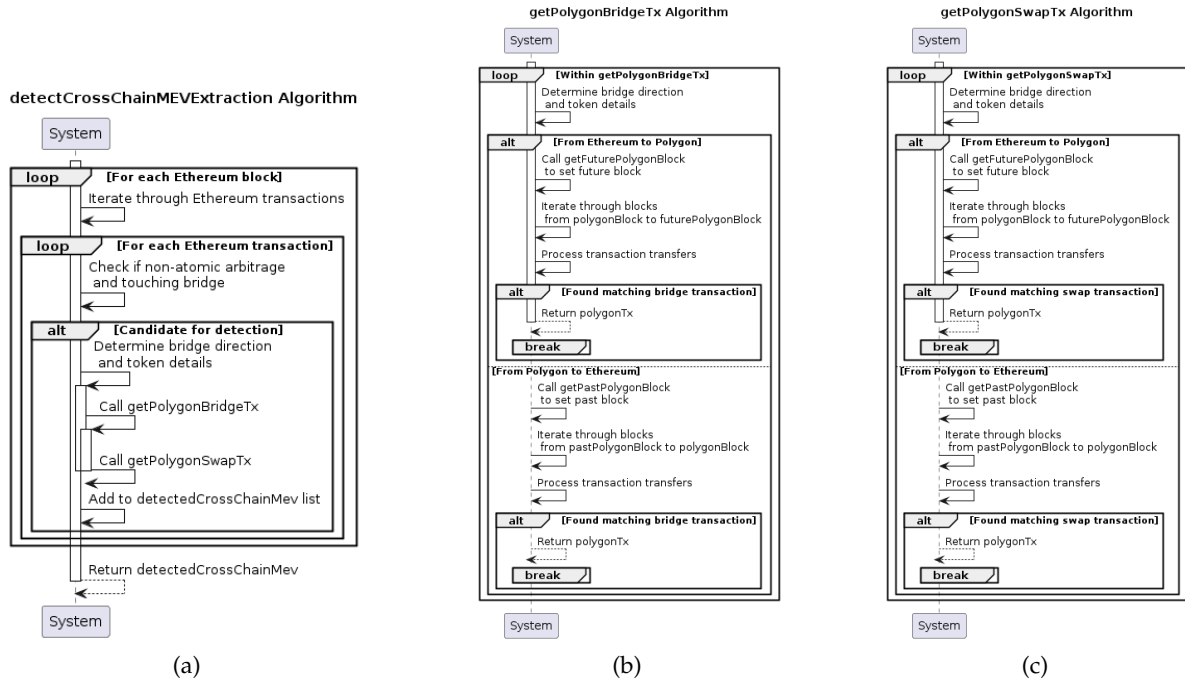 detectCrossChainMEVExtraction Algorithm
System
loop [For each Ethereum block]
Iterate through Ethereum transactions
loop [For each Ethereum transaction]
Check if non-atomic arbitrage
and touching bridge
alt [Candidate for detection]
Determine bridge direction
and token details
Call getPolygonBridgeTx
Call getPolygonSwapTx
Add to detectedCrossChainMev list
Return detectedCrossChainMev
System
(a)
getPolygonBridgeTx Algorithm
System
loop [Within getPolygonBridgeTx]
Determine bridge direction
and token details
alt [From Ethereum to Polygon]
Call getFuturePolygonBlock
to set future block
Iterate through blocks
from polygonBlock to futurePolygonBlock
Process transaction transfers
alt [Found matching bridge transaction]
Return polygonTx
break
[From Polygon to Ethereum]
Call getPastPolygonBlock
to set past block
Iterate through blocks
from pastPolygonBlock to polygonBlock
Process transaction transfers
alt [Found matching bridge transaction]
Return polygonTx
break
System
(b)
getPolygonSwapTx Algorithm
System
loop [Within getPolygonSwapTx]
Determine bridge direction
and token details
alt [From Ethereum to Polygon]
Call getFuturePolygonBlock
to set future block
Iterate through blocks
from polygonBlock to futurePolygonBlock
Process transaction transfers
alt [Found matching swap transaction]
Return polygonTx
break
[From Polygon to Ethereum]
Call getPastPolygonBlock
to set past block
Iterate through blocks
from pastPolygonBlock to polygonBlock
Process transaction transfers
alt [Found matching swap transaction]
Return polygonTx
break
System
(c)